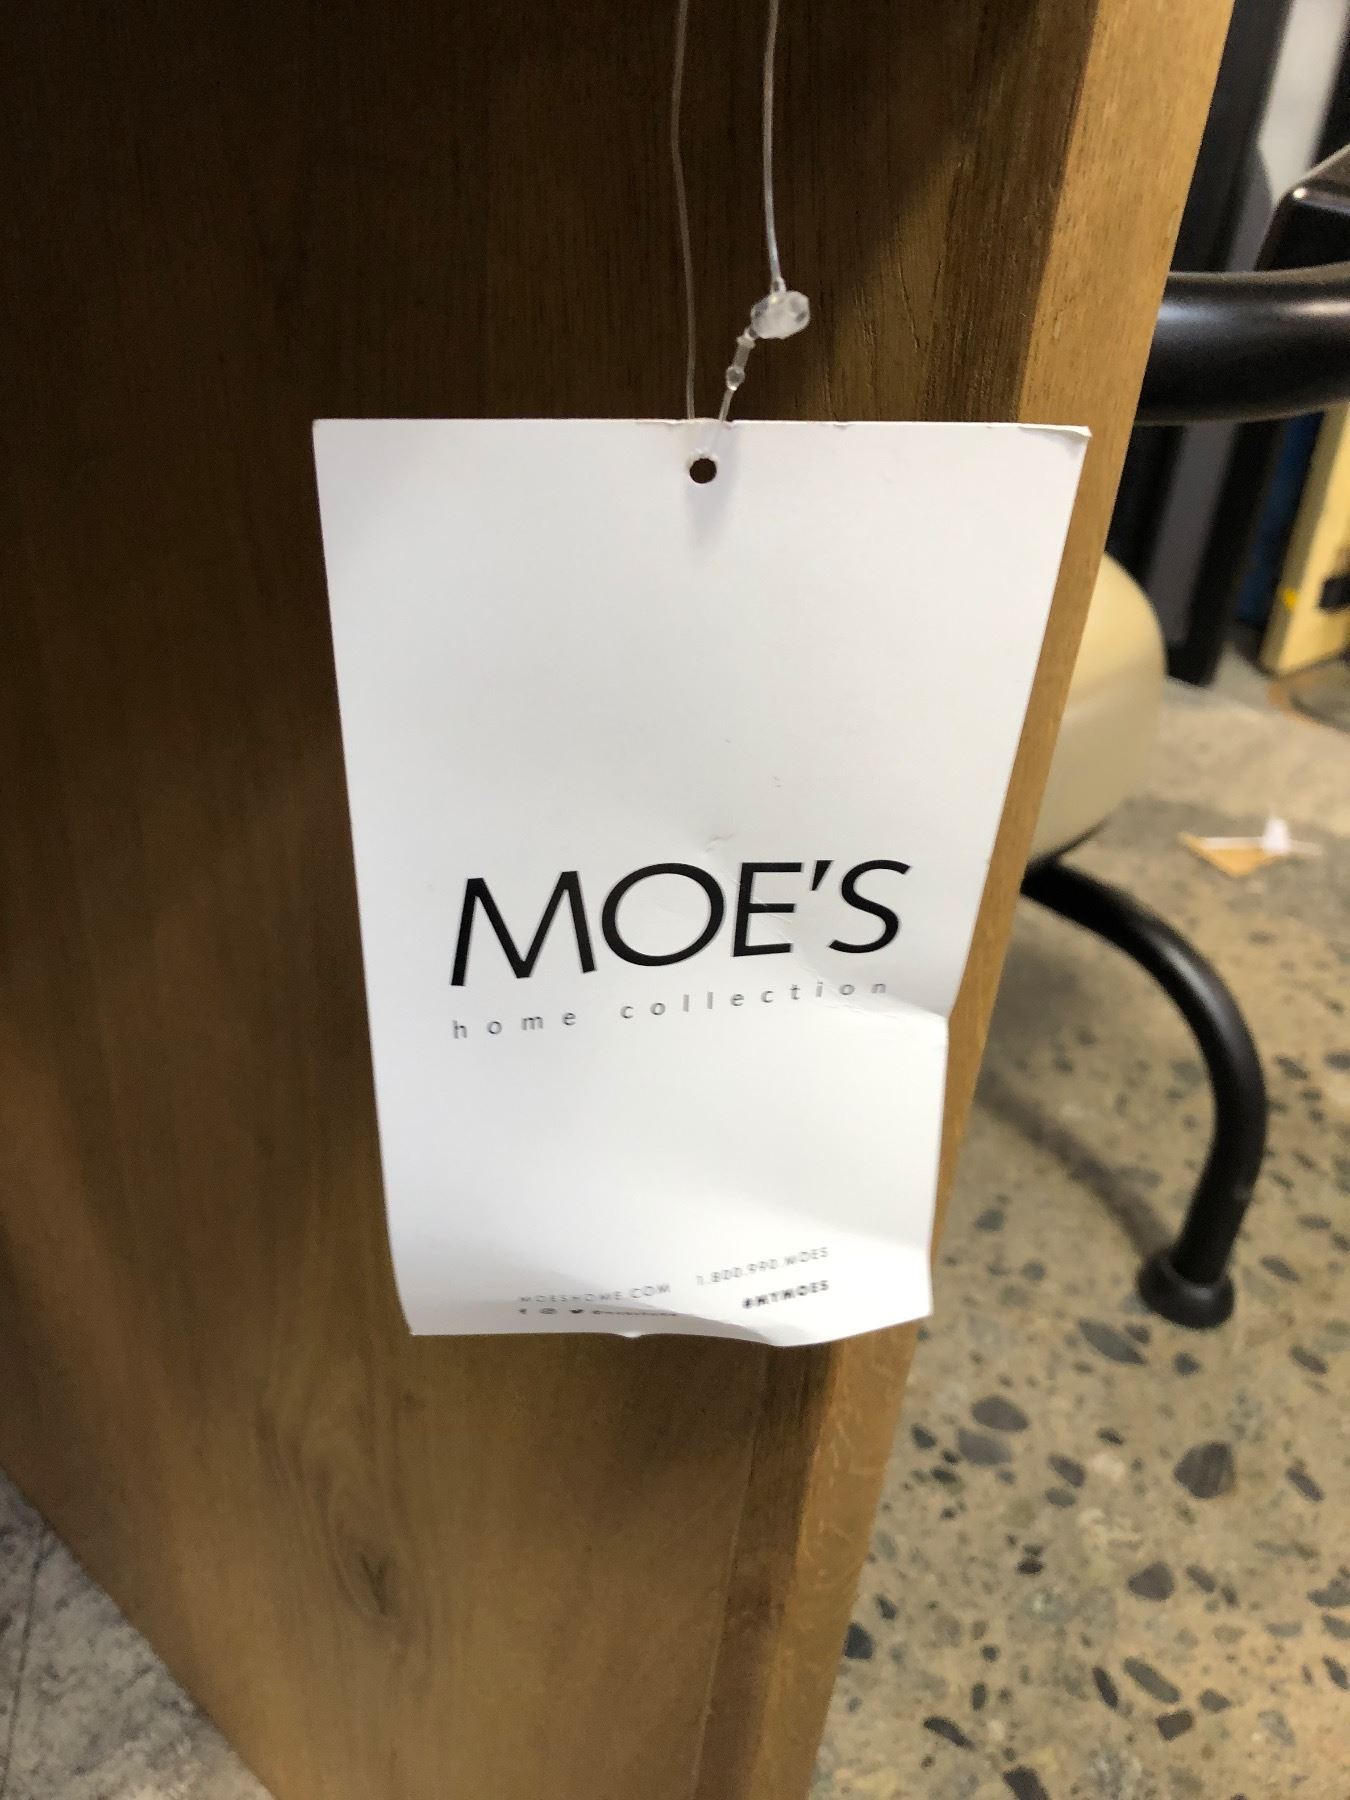 MOE'S
home collection
MOESHOME.COM 1.800.990.MOES
#MYMOES